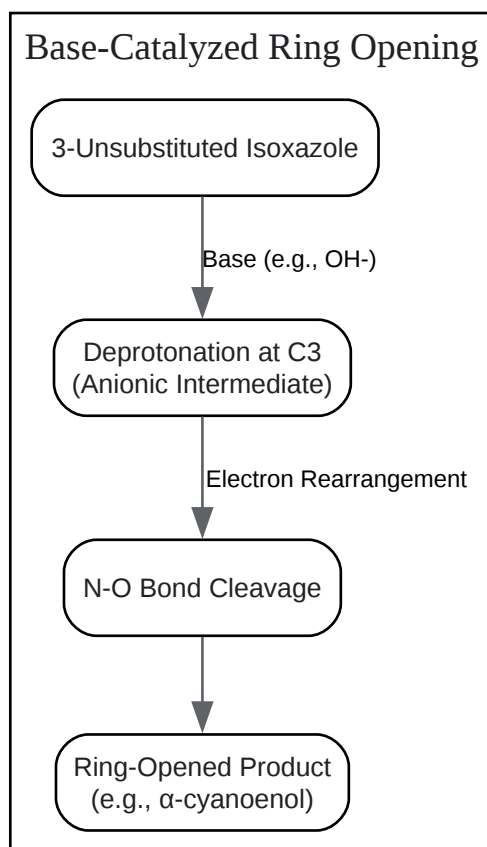 Base-Catalyzed Ring Opening
3-Unsubstituted Isoxazole
Base (e.g., OH-)
Deprotonation at C3
(Anionic Intermediate)
Electron Rearrangement
N-O Bond Cleavage
Ring-Opened Product
(e.g., α-cyanoenol)